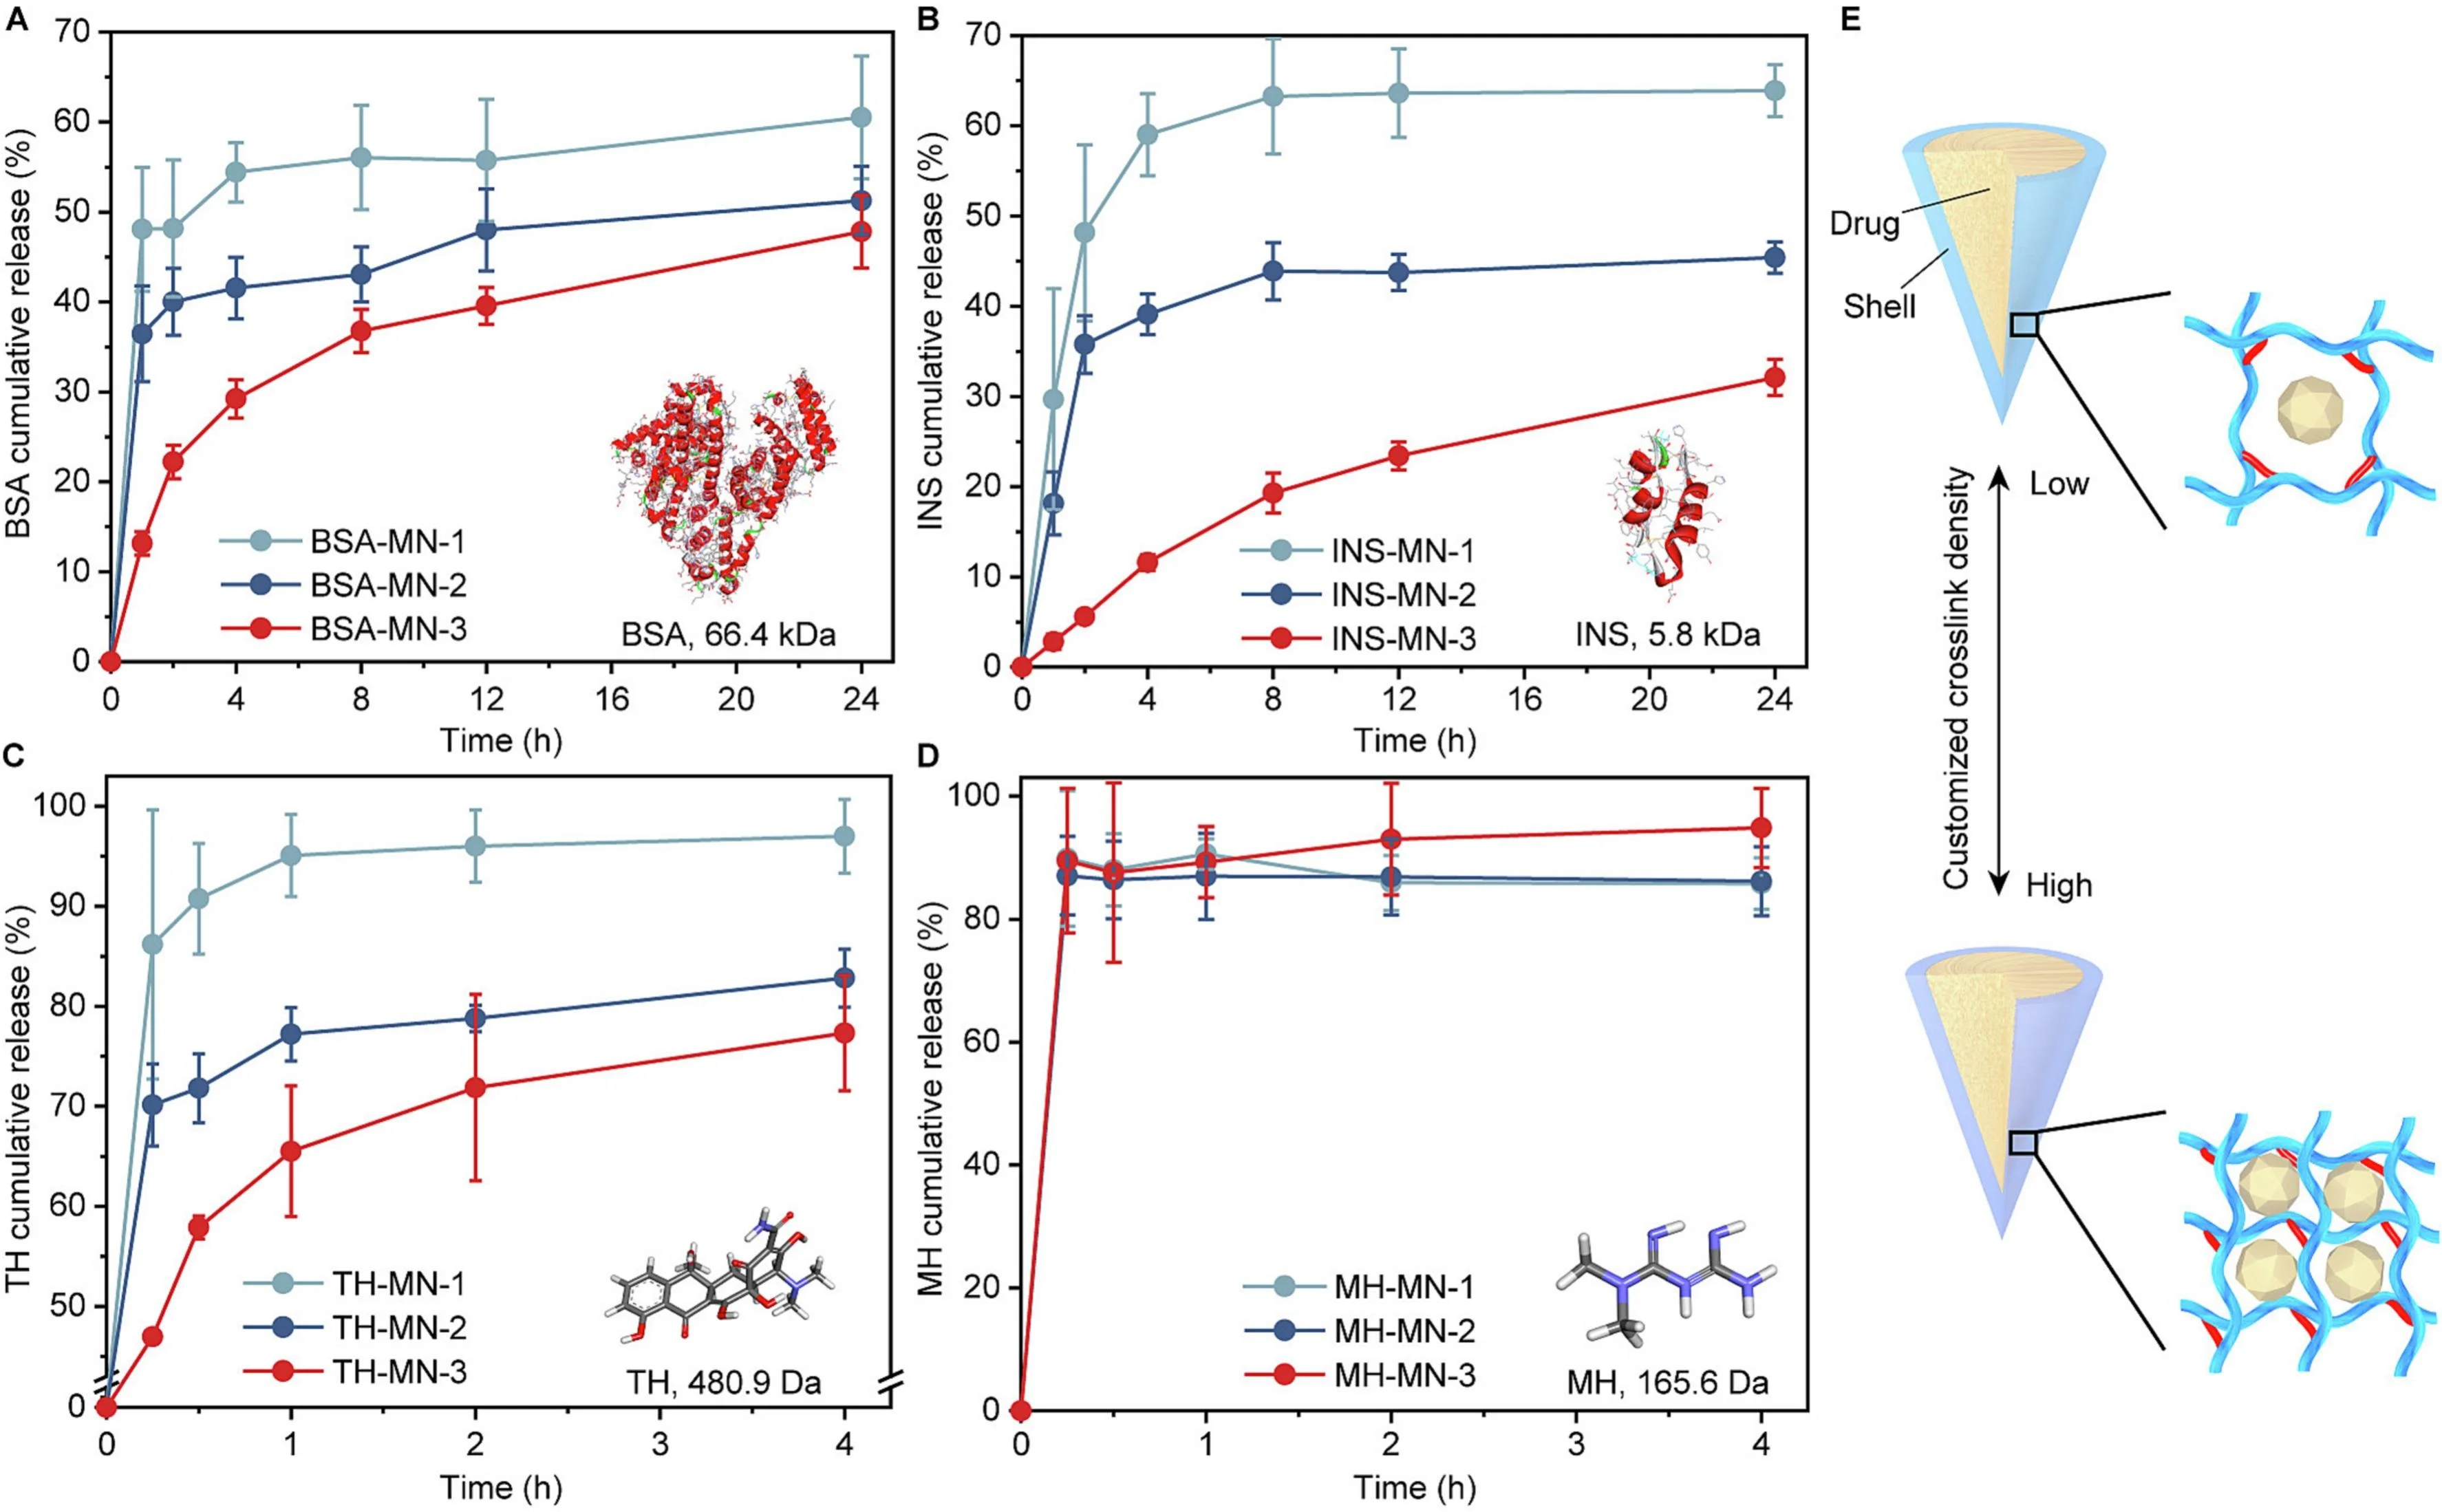 A
BSA cumulative release (%)
70
60
50
40
30
20
10
0
BSA-MN-1
BSA-MN-2
BSA-MN-3
BSA, 66.4 kDa
0 4 8 12 16 20 24
Time (h)
B
INS cumulative release (%)
70
60
50
40
30
20
10
0
INS-MN-1
INS-MN-2
INS-MN-3
INS, 5.8 kDa
0 4 8 12 16 20 24
Time (h)
C
TH cumulative release (%)
100
90
80
70
60
50
0
TH-MN-1
TH-MN-2
TH-MN-3
TH, 480.9 Da
0 1 2 3 4
Time (h)
D
MH cumulative release (%)
100
80
60
40
20
0
MH-MN-1
MH-MN-2
MH-MN-3
MH, 165.6 Da
0 1 2 3 4
Time (h)
E
Drug
Shell
Customized crosslink density
Low
High